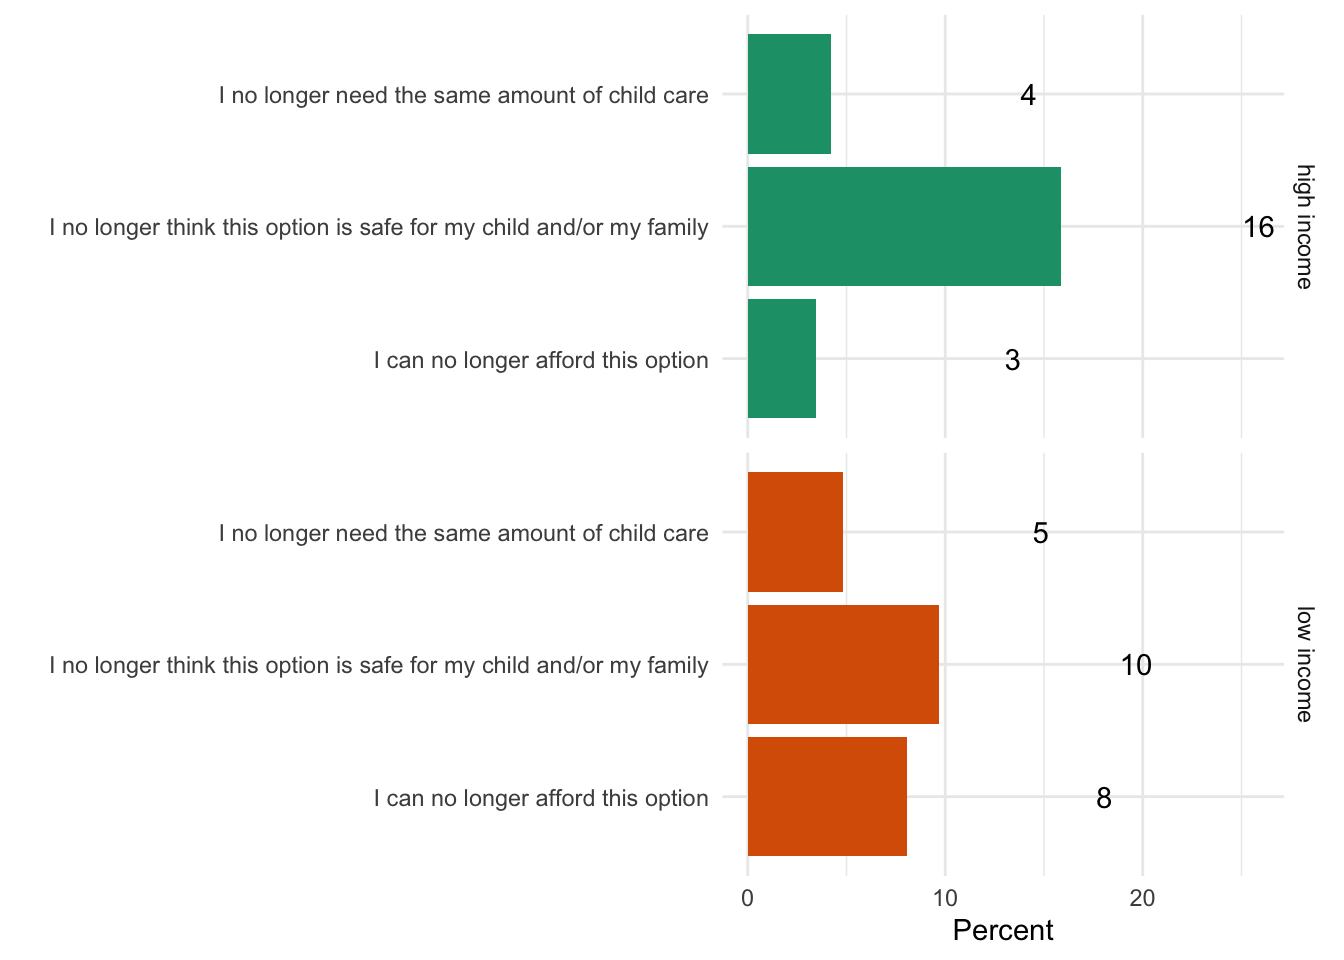 I no longer need the same amount of child care
4
I no longer think this option is safe for my child and/or my family
16
I can no longer afford this option
3
high income
I no longer need the same amount of child care
5
I no longer think this option is safe for my child and/or my family
10
I can no longer afford this option
8
low income
0 10 20
Percent